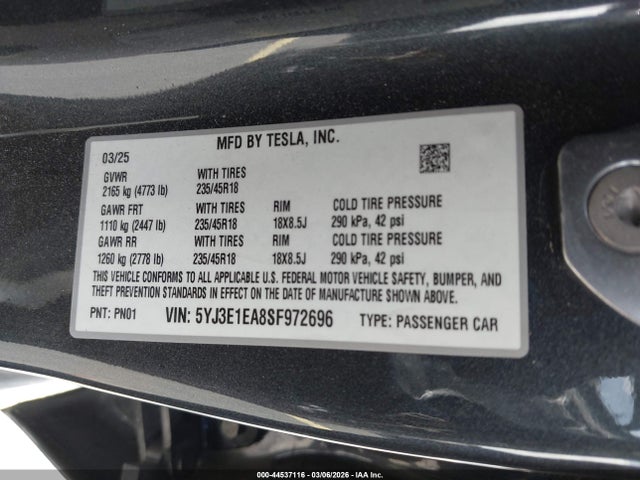 MFD BY TESLA, INC.
03/25
GVWR WITH TIRES
2165 kg (4773 lb) 235/45R18
GAWR FRT WITH TIRES RIM COLD TIRE PRESSURE
1110 kg (2447 lb) 235/45R18 18X8.5J 290 kPa, 42 psi
GAWR RR WITH TIRES RIM COLD TIRE PRESSURE
1260 kg (2778 lb) 235/45R18 18X8.5J 290 kPa, 42 psi
THIS VEHICLE CONFORMS TO ALL APPLICABLE U.S. FEDERAL MOTOR VEHICLE SAFETY, BUMPER, AND
THEFT PREVENTION STANDARDS IN EFFECT ON THE DATE OF MANUFACTURE SHOWN ABOVE.
PNT: PN01 VIN: 5YJ3E1EA8SF972696 TYPE: PASSENGER CAR
000-44537116 | 03/06/2026 | IAA Inc.